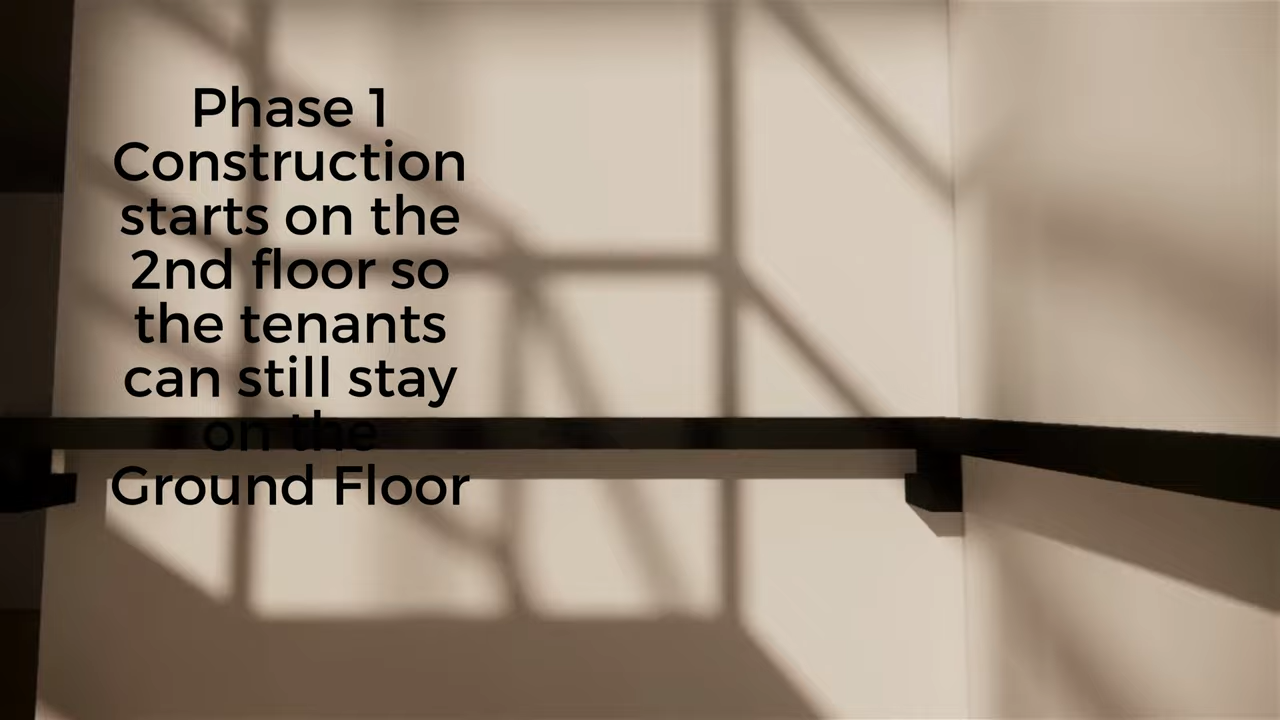 Phase 1
Construction
starts on the
2nd floor so
the tenants
can still stay
on the
Ground Floor